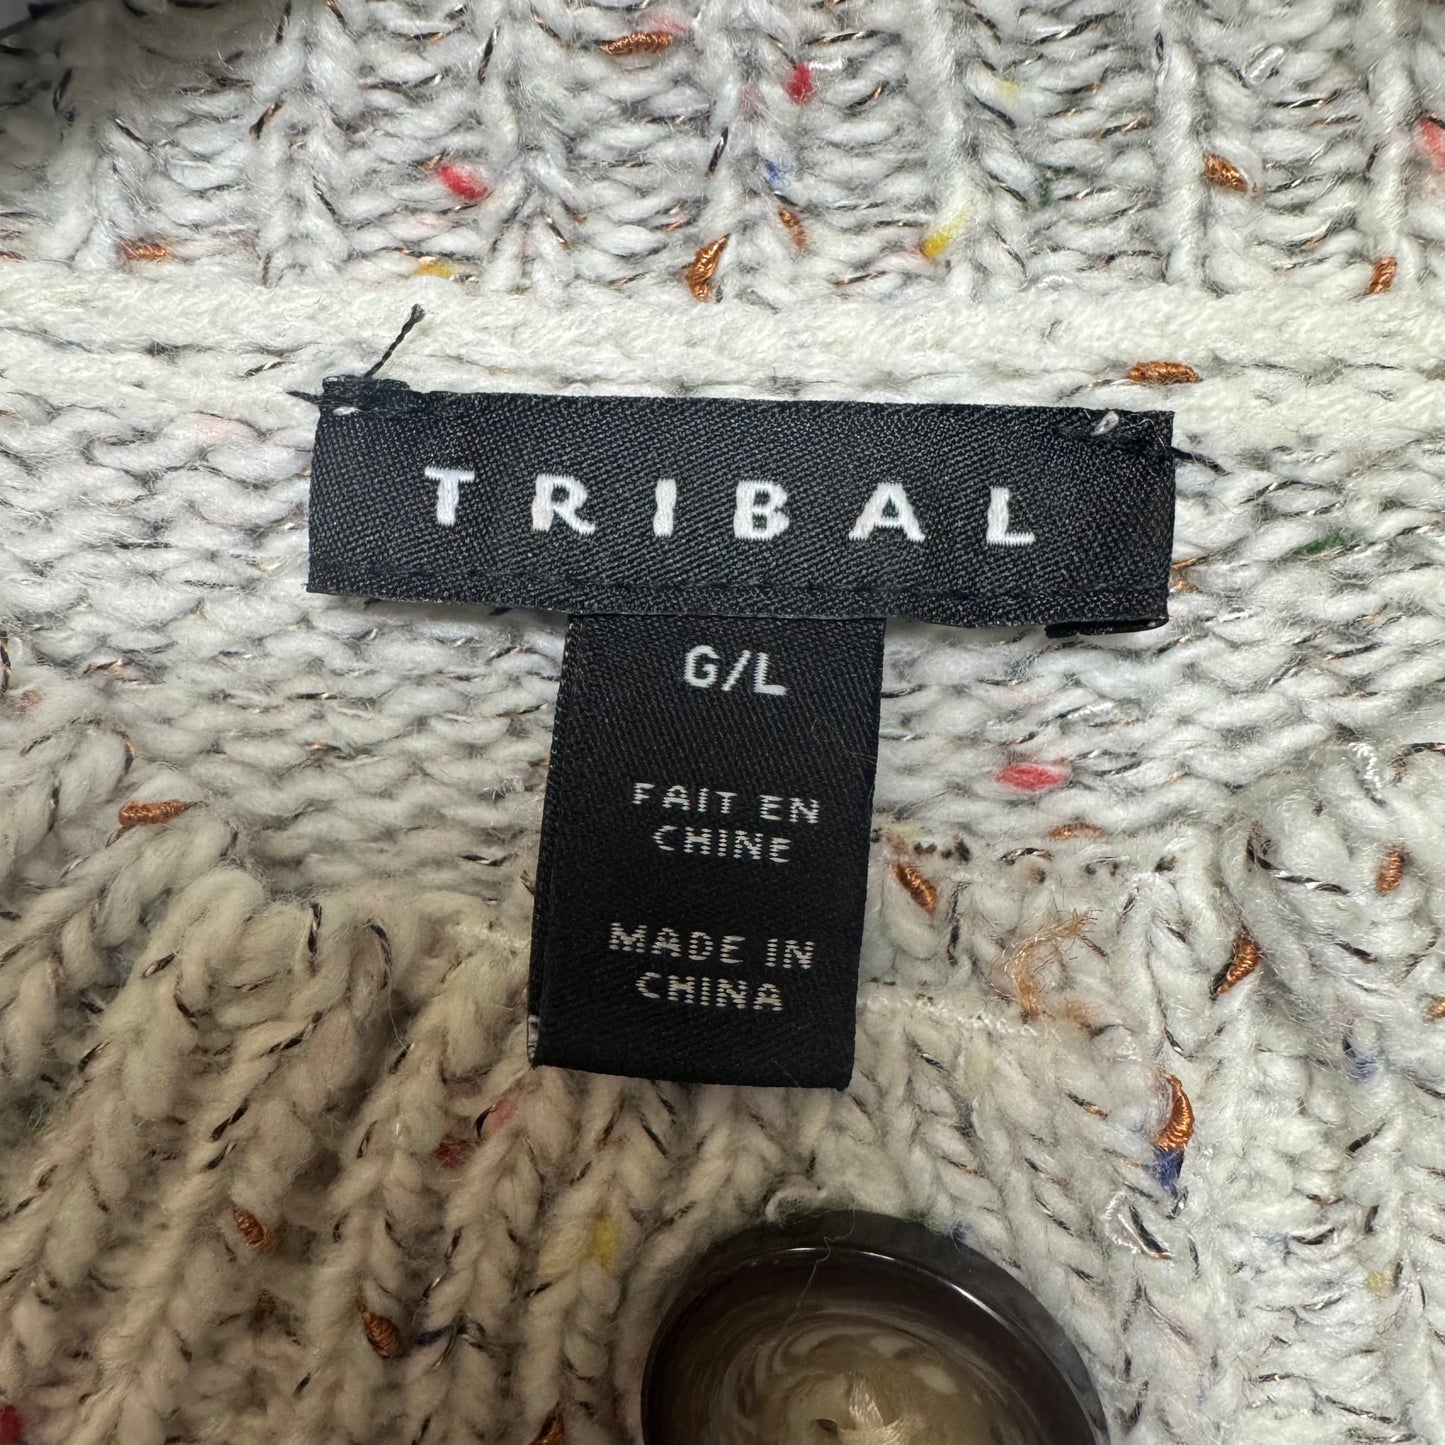 TRIBAL
G/L
FAIT EN
CHINE
MADE IN
CHINA